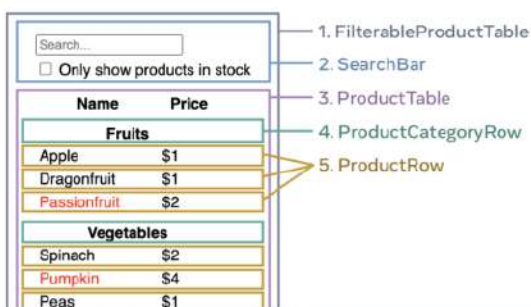 Search...
Only show products in stock
Name Price
Fruits
Apple $1
Dragonfruit $1
Passionfruit $2
Vegetables
Spinach $2
Pumpkin $4
Peas $1
1. FilterableProductTable
2. SearchBar
3. ProductTable
4. ProductCategoryRow
5. ProductRow